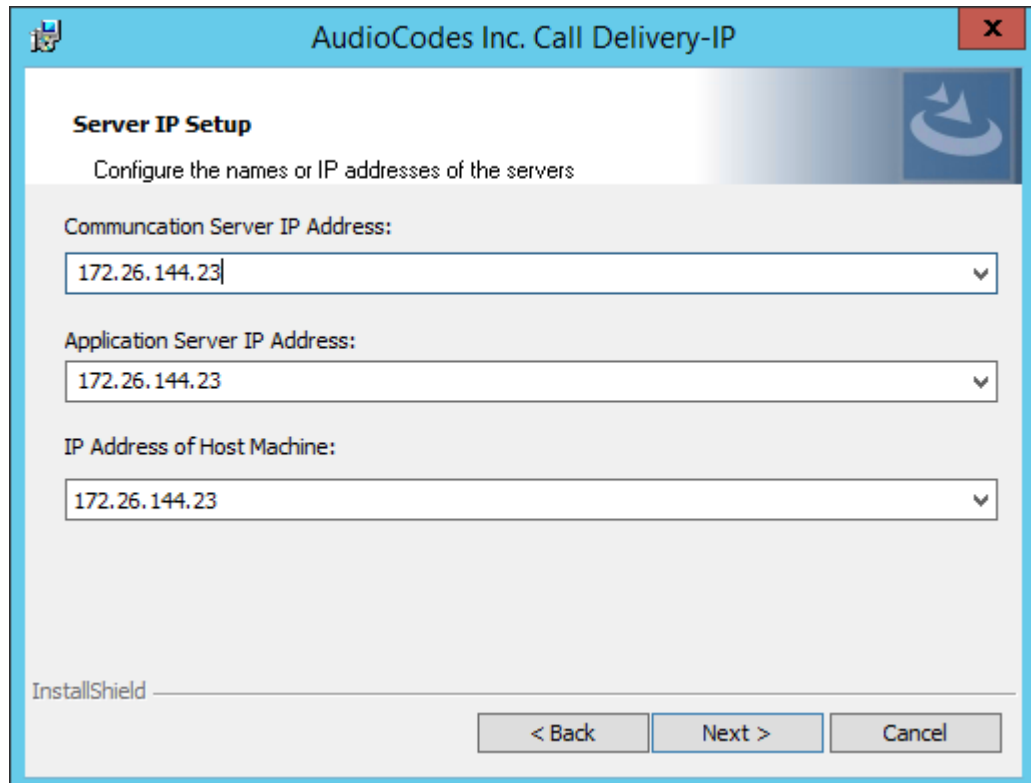 AudioCodes Inc. Call Delivery-IP
x
Server IP Setup
Configure the names or IP addresses of the servers
Communcation Server IP Address:
172.26.144.23
Application Server IP Address:
172.26.144.23
IP Address of Host Machine:
172.26.144.23
InstallShield
< Back Next > Cancel